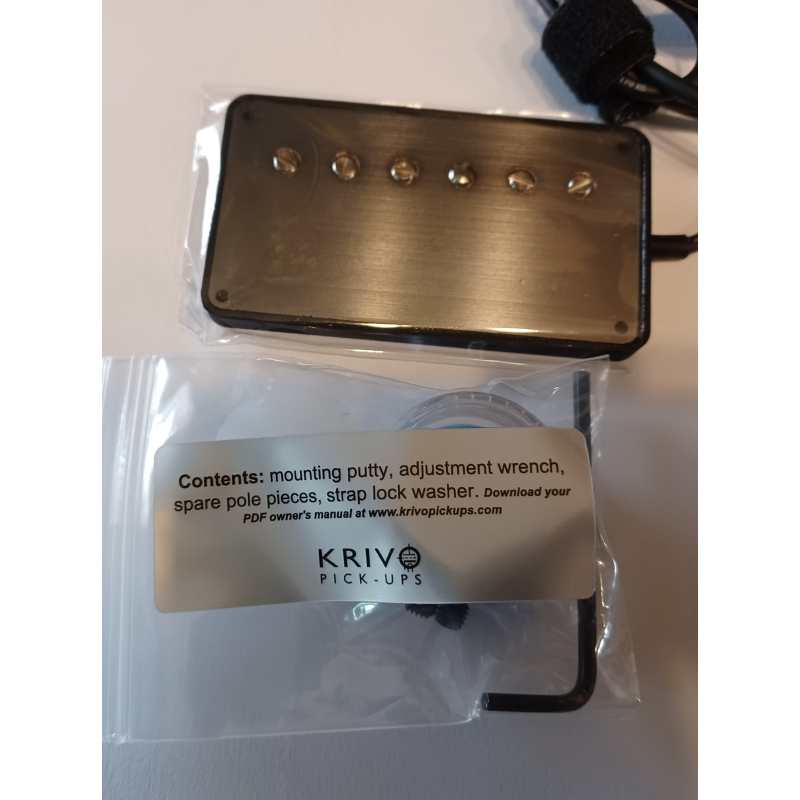 Contents: mounting putty, adjustment wrench,
spare pole pieces, strap lock washer. Download your
PDF owner's manual at www.krivopickups.com
KRIVO
PICK-UPS